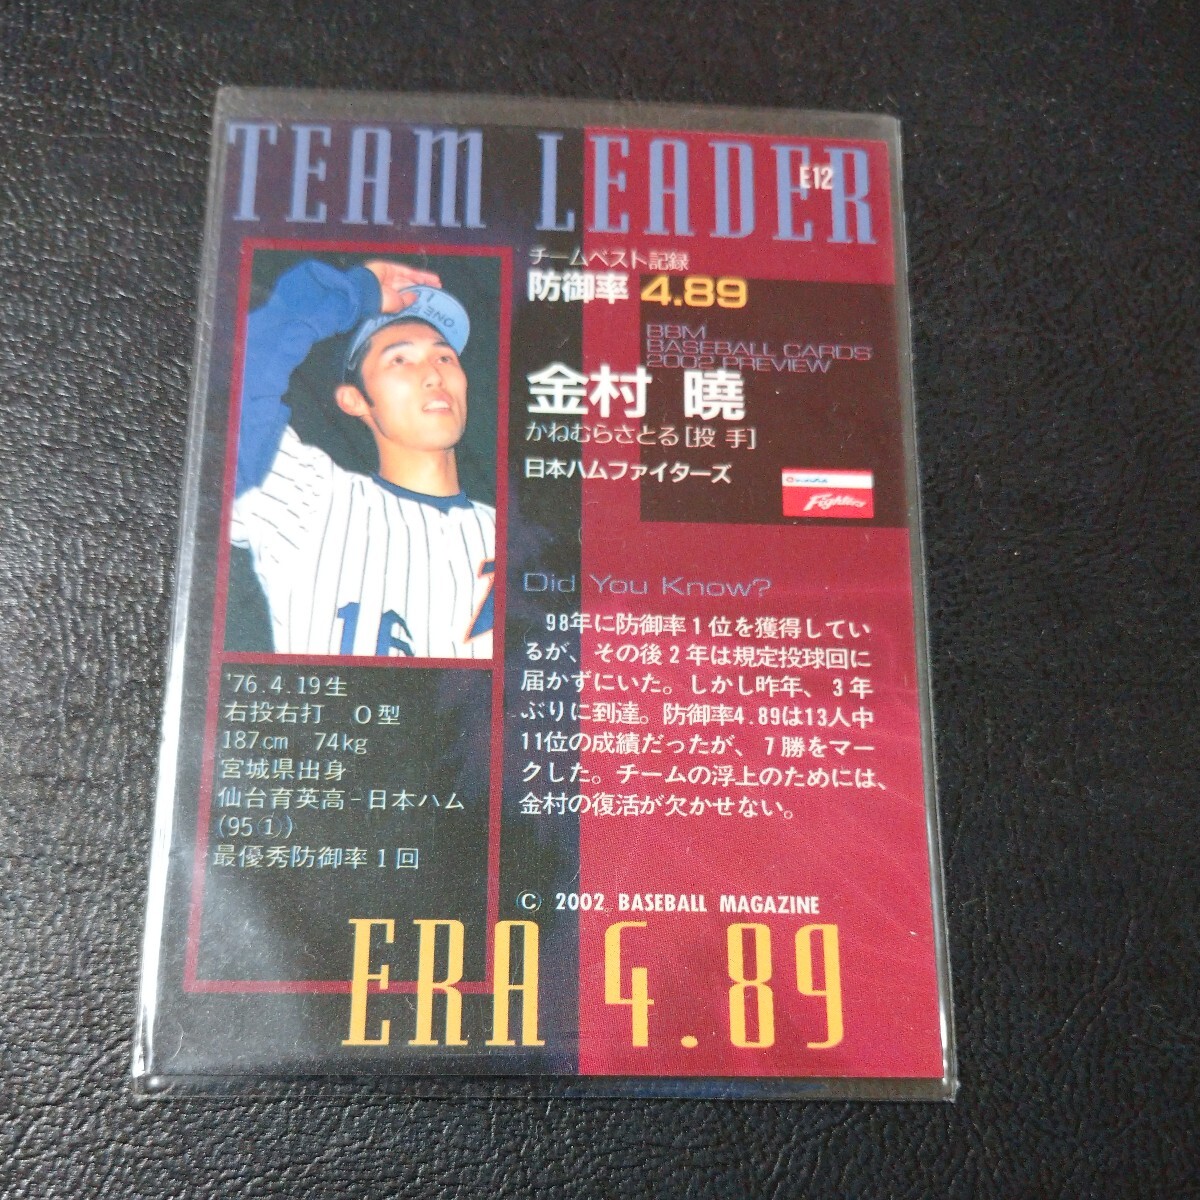 TEAM LEADER
E12
チームベスト記録
防御率 4.89
BBM
BASEBALL CARDS
2002 PREVIEW
金村 曉
かねむらさとる[投 手]
日本ハムファイターズ
Fighters
16
Did You Know?
98年に防御率1位を獲得してい
るが、その後2年は規定投球回に
届かずにいた。しかし昨年、3年
ぶりに到達。防御率4.89は13人中
11位の成績だったが、7勝をマー
クした。チームの浮上のためには、
金村の復活が欠かせない。
'76.4.19生
右投右打 O型
187cm 74kg
宮城県出身
仙台育英高-日本ハム
(95①)
最優秀防御率1回
© 2002 BASEBALL MAGAZINE
ERA 4.89